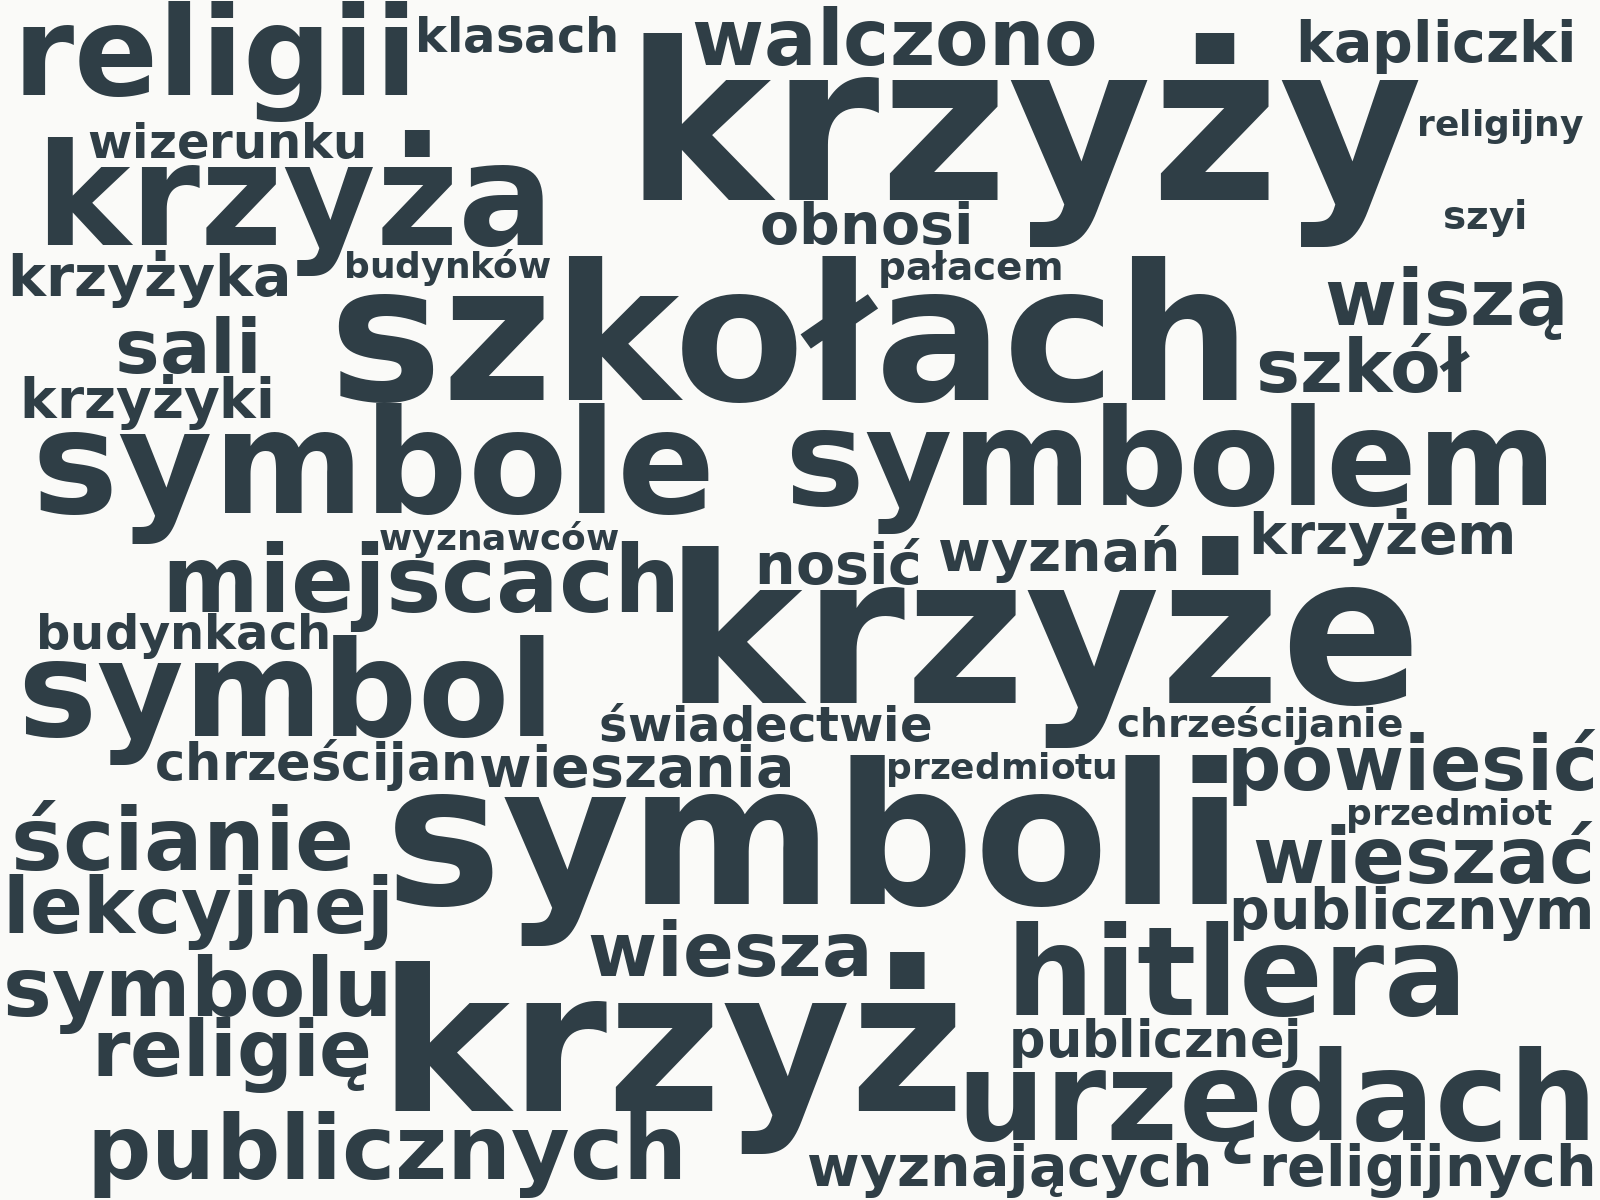 religii klasach walczono kapliczki
krzyży
religijny
wizerunku
krzyża
obnosi szyi
krzyżyka budynków pałacem
szkołach wiszą
sali szkół
krzyżyki
symbole symbolem
wyznawców nosić wyznań krzyżem
miejscach
krzyże
budynkach
symbol
świadectwie chrześcijanie
chrześcijan wieszania przedmiotu powiesić
symboli
przedmiot
ścianie wieszać
lekcyjnej publicznym
wiesza hitlera
symbolu
krzyż
religię publicznej
urzędach
publicznych wyznających religijnych